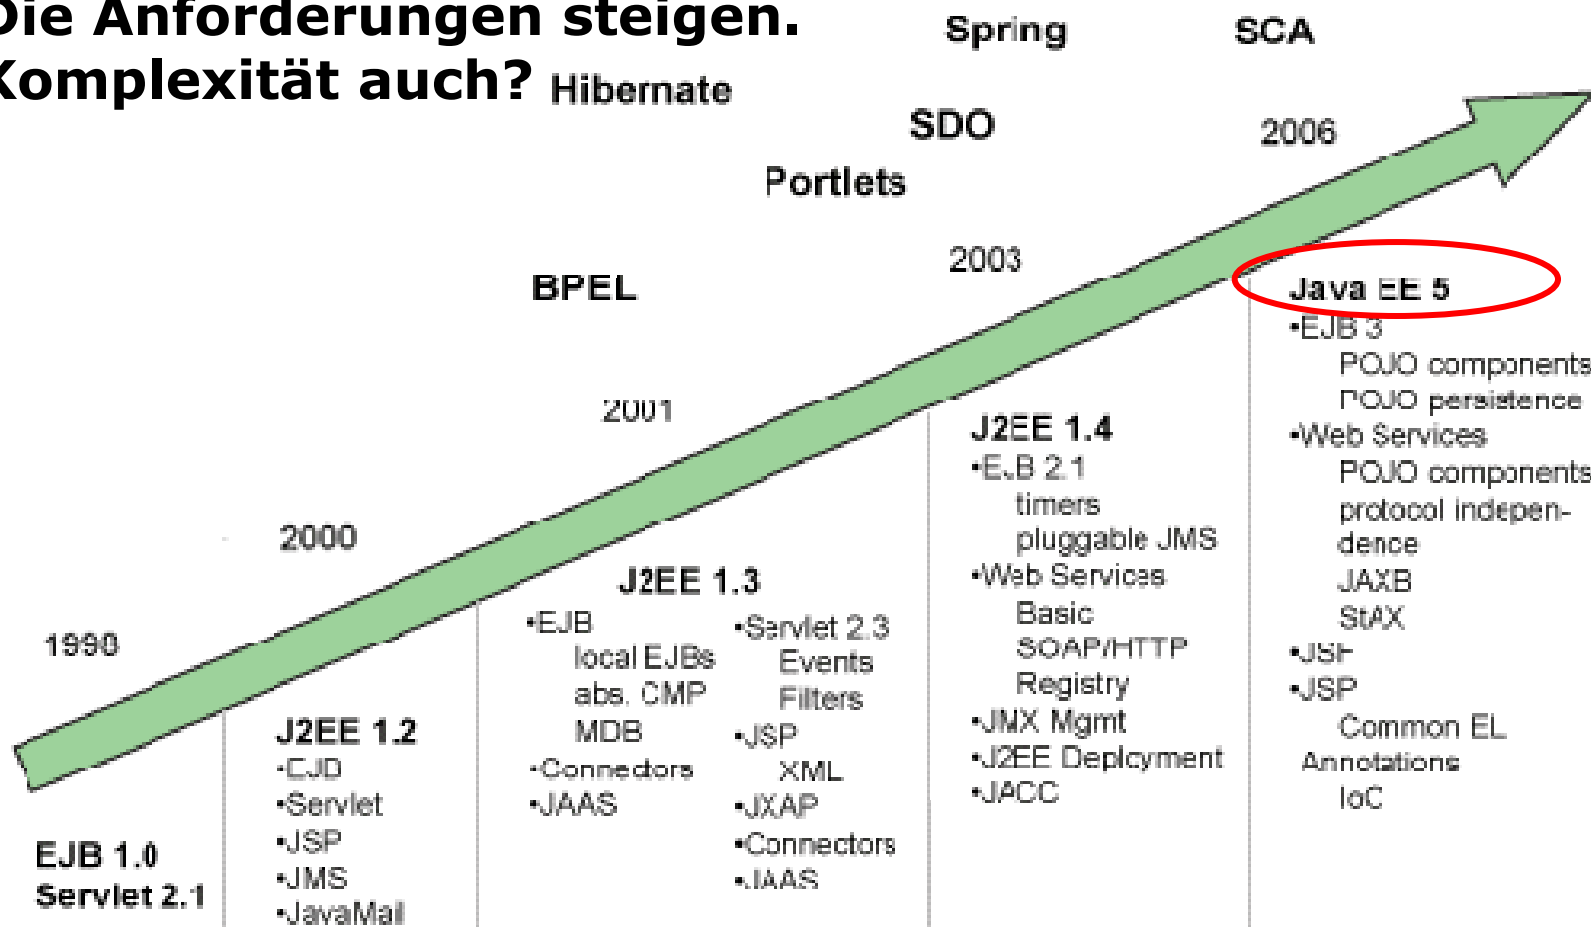 Die Anforderungen steigen.
Komplexität auch?
Hibernate
Spring
SCA
SDO
Portlets
BPEL
1998
2000
2001
2003
2006
EJB 1.0
Servlet 2.1
J2EE 1.2
•EJB
•Servlet
•JSP
•JMS
•JavaMail
J2EE 1.3
•EJB
local EJBs
abs. CMP
MDB
•Connectors
•JAAS
•Servlet 2.3
Events
Filters
•JSP
XML
•JXAP
•Connectors
•JAAS
J2EE 1.4
•EJB 2.1
timers
pluggable JMS
•Web Services
Basic
SOAP/HTTP
Registry
•JMX Mgmt
•J2EE Deployment
•JACC
Java EE 5
•EJB 3
POJO components
POJO persistence
•Web Services
POJO components
protocol indepen-
dence
JAXB
StAX
•JSF
•JSP
Common EL
Annotations
IoC